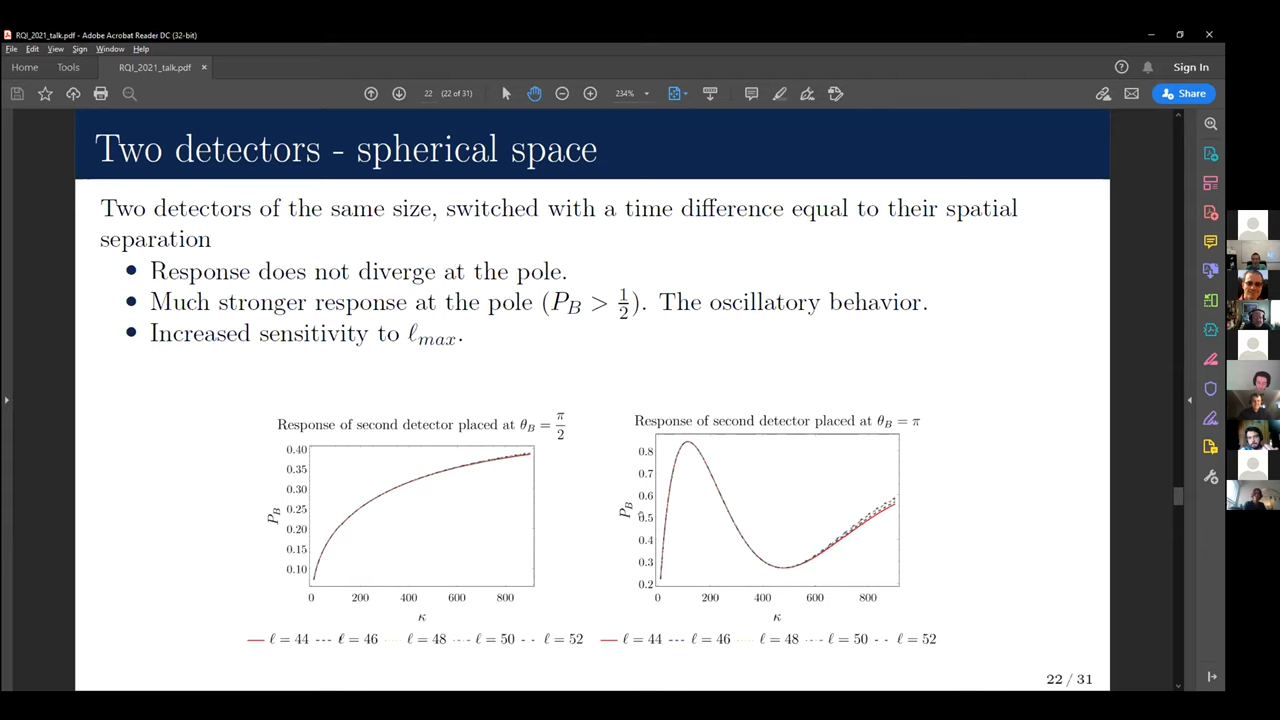 RQI_2021_talk.pdf - Adobe Acrobat Reader DC (32-bit)
File Edit View Sign Window Help
Home Tools RQI_2021_talk.pdf × Sign In
22 (22 of 31) 234% Share
Two detectors - spherical space
Two detectors of the same size, switched with a time difference equal to their spatial
separation
• Response does not diverge at the pole.
• Much stronger response at the pole (P_B > 1/2). The oscillatory behavior.
• Increased sensitivity to ℓ_max.
Response of second detector placed at θ_B = π/2
0.40
0.35
0.30
0.25
0.20
0.15
0.10
P_B
0 200 400 600 800
κ
ℓ = 44 ℓ = 46 ℓ = 48 ℓ = 50 ℓ = 52
Response of second detector placed at θ_B = π
0.8
0.7
0.6
0.5
0.4
0.3
0.2
P_B
0 200 400 600 800
κ
ℓ = 44 ℓ = 46 ℓ = 48 ℓ = 50 ℓ = 52
22 / 31